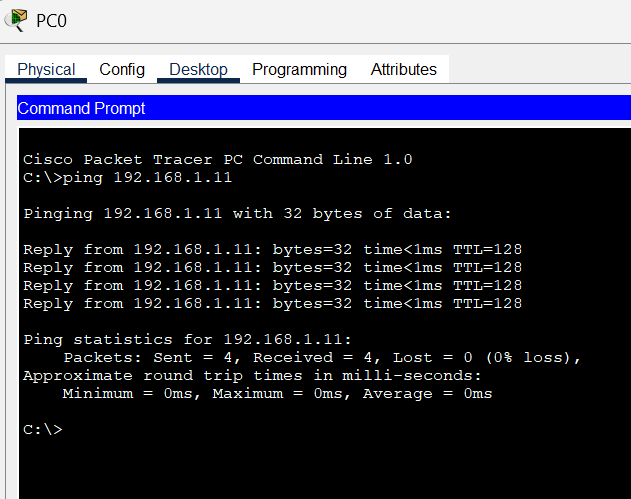 PC0
Physical Config Desktop Programming Attributes
Command Prompt
Cisco Packet Tracer PC Command Line 1.0
C:\>ping 192.168.1.11
Pinging 192.168.1.11 with 32 bytes of data:
Reply from 192.168.1.11: bytes=32 time<1ms TTL=128
Reply from 192.168.1.11: bytes=32 time<1ms TTL=128
Reply from 192.168.1.11: bytes=32 time<1ms TTL=128
Reply from 192.168.1.11: bytes=32 time<1ms TTL=128
Ping statistics for 192.168.1.11:
Packets: Sent = 4, Received = 4, Lost = 0 (0% loss),
Approximate round trip times in milli-seconds:
Minimum = 0ms, Maximum = 0ms, Average = 0ms
C:\>